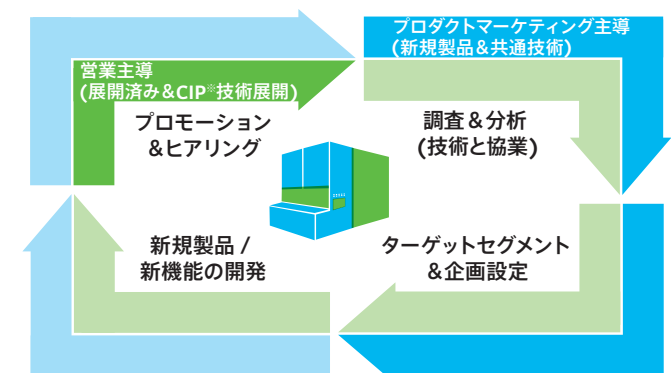 プロダクトマーケティング主導
(新規製品&共通技術)
営業主導
(展開済み&CIP※技術展開)
プロモーション
&ヒアリング
調査&分析
(技術と協業)
新規製品 /
新機能の開発
ターゲットセグメント
&企画設定